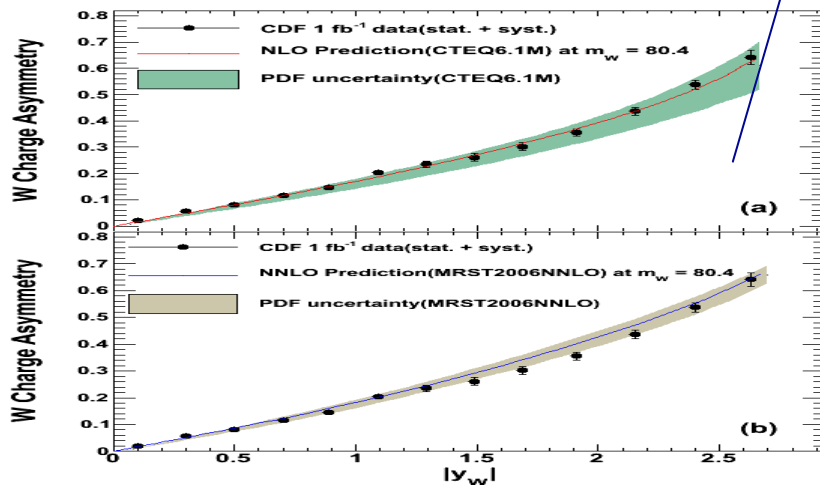 0.8
CDF 1 fb⁻¹ data(stat. + syst.)
0.7
NLO Prediction(CTEQ6.1M) at m_w = 80.4
0.6
PDF uncertainty(CTEQ6.1M)
0.5
W Charge Asymmetry
0.4
0.3
0.2
0.1
(a)
0
0.8
CDF 1 fb⁻¹ data(stat. + syst.)
0.7
NNLO Prediction(MRST2006NNLO) at m_w = 80.4
0.6
PDF uncertainty(MRST2006NNLO)
0.5
W Charge Asymmetry
0.4
0.3
0.2
0.1
(b)
0
0 0.5 1 1.5 2 2.5
|y_w|